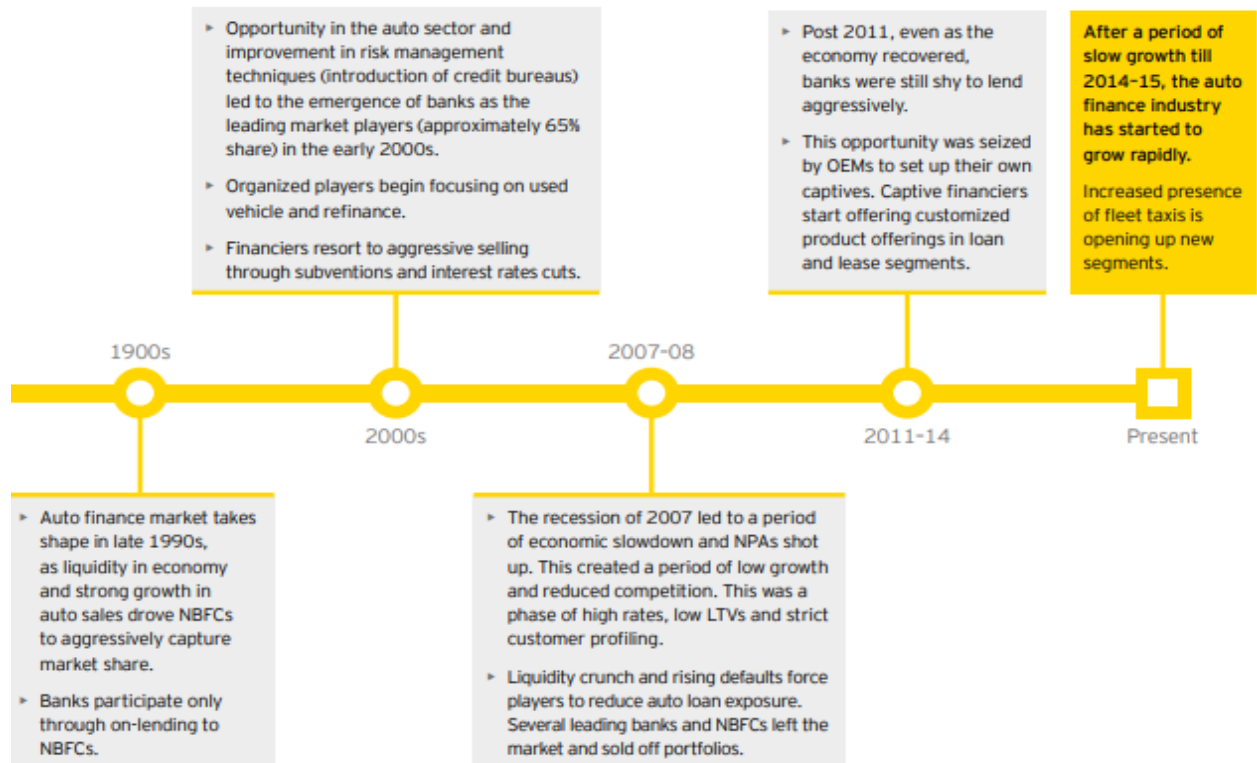 ► Opportunity in the auto sector and
improvement in risk management
techniques (introduction of credit bureaus)
led to the emergence of banks as the
leading market players (approximately 65%
share) in the early 2000s.
► Organized players begin focusing on used
vehicle and refinance.
► Financiers resort to aggressive selling
through subventions and interest rates cuts.
► Post 2011, even as the
economy recovered,
banks were still shy to lend
aggressively.
► This opportunity was seized
by OEMs to set up their own
captives. Captive financiers
start offering customized
product offerings in loan
and lease segments.
After a period of
slow growth till
2014–15, the auto
finance industry
has started to
grow rapidly.
Increased presence
of fleet taxis is
opening up new
segments.
1900s
2000s
2007–08
2011–14
Present
► Auto finance market takes
shape in late 1990s,
as liquidity in economy
and strong growth in
auto sales drove NBFCs
to aggressively capture
market share.
► Banks participate only
through on-lending to
NBFCs.
► The recession of 2007 led to a period
of economic slowdown and NPAs shot
up. This created a period of low growth
and reduced competition. This was a
phase of high rates, low LTVs and strict
customer profiling.
► Liquidity crunch and rising defaults force
players to reduce auto loan exposure.
Several leading banks and NBFCs left the
market and sold off portfolios.